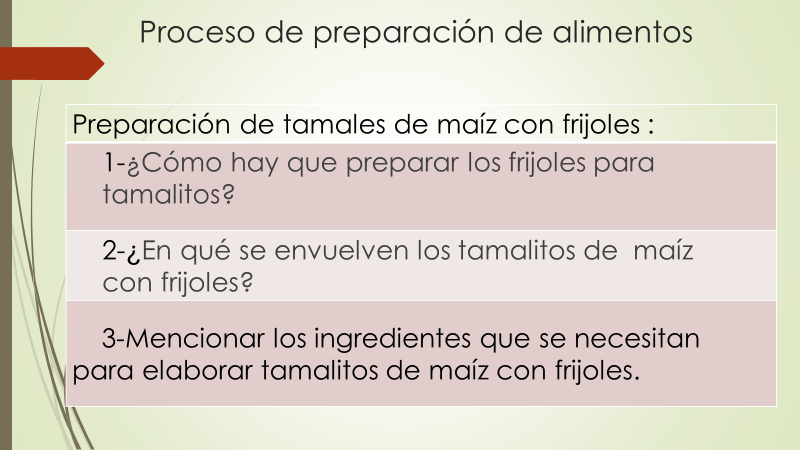 Proceso de preparación de alimentos
Preparación de tamales de maíz con frijoles :
1-¿Cómo hay que preparar los frijoles para
tamalitos?
2-¿En qué se envuelven los tamalitos de  maíz
con frijoles?
3-Mencionar los ingredientes que se necesitan
para elaborar tamalitos de maíz con frijoles.